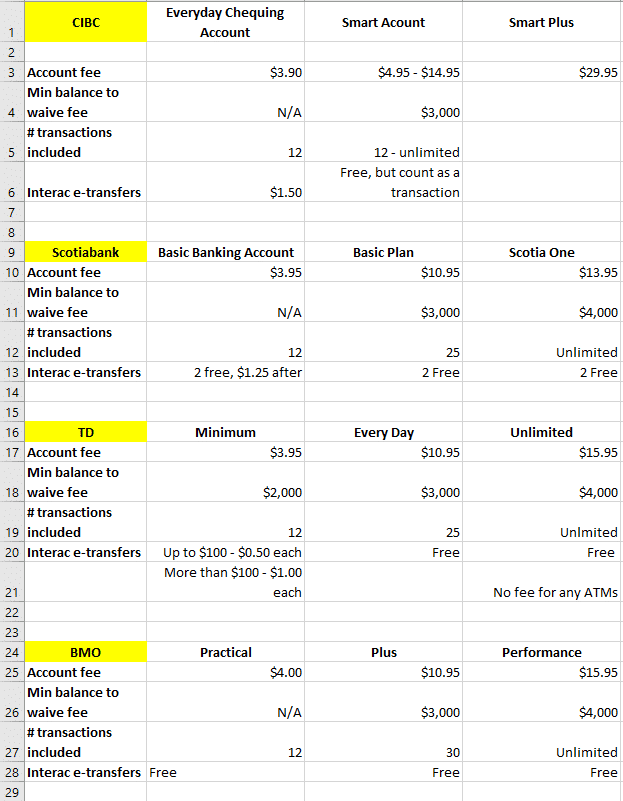 1 CIBC Everyday Chequing Account Smart Acount Smart Plus
2
3 Account fee $3.90 $4.95 - $14.95 $29.95
4 Min balance to waive fee N/A $3,000
5 # transactions included 12 12 - unlimited
6 Interac e-transfers $1.50 Free, but count as a transaction
7
8
9 Scotiabank Basic Banking Account Basic Plan Scotia One
10 Account fee $3.95 $10.95 $13.95
11 Min balance to waive fee N/A $3,000 $4,000
12 # transactions included 12 25 Unlimited
13 Interac e-transfers 2 free, $1.25 after 2 Free 2 Free
14
15
16 TD Minimum Every Day Unlimited
17 Account fee $3.95 $10.95 $15.95
18 Min balance to waive fee $2,000 $3,000 $4,000
19 # transactions included 12 25 Unlmited
20 Interac e-transfers Up to $100 - $0.50 each Free Free
21 More than $100 - $1.00 each No fee for any ATMs
22
23
24 BMO Practical Plus Performance
25 Account fee $4.00 $10.95 $15.95
26 Min balance to waive fee N/A $3,000 $4,000
27 # transactions included 12 30 Unlimited
28 Interac e-transfers Free Free Free
29